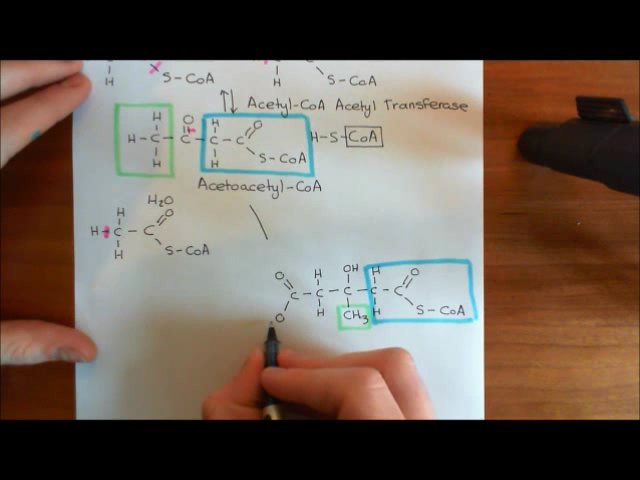 H S-CoA S-CoA
Acetyl-CoA Acetyl Transferase
H O H O
H-C-C-C-C H-S-CoA
H H S-CoA
Acetoacetyl-CoA
H₂O
H O
H-C-C
H S-CoA
O H OH H O
C-C-C-C-C
O H CH₃ H S-CoA